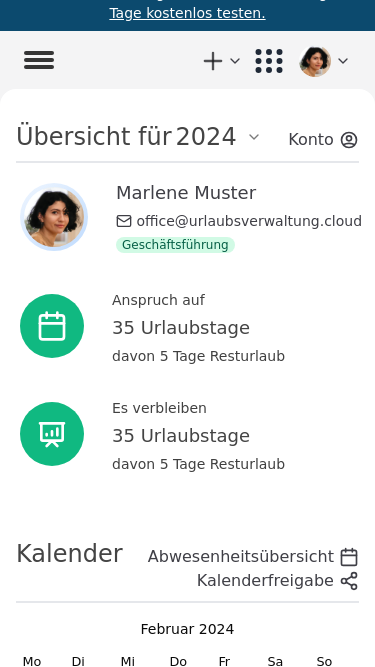 Tage kostenlos testen.
Übersicht für 2024
Konto
Marlene Muster
office@urlaubsverwaltung.cloud
Geschäftsführung
Anspruch auf
35 Urlaubstage
davon 5 Tage Resturlaub
Es verbleiben
35 Urlaubstage
davon 5 Tage Resturlaub
Kalender
Abwesenheitsübersicht
Kalenderfreigabe
Februar 2024
Mo Di Mi Do Fr Sa So